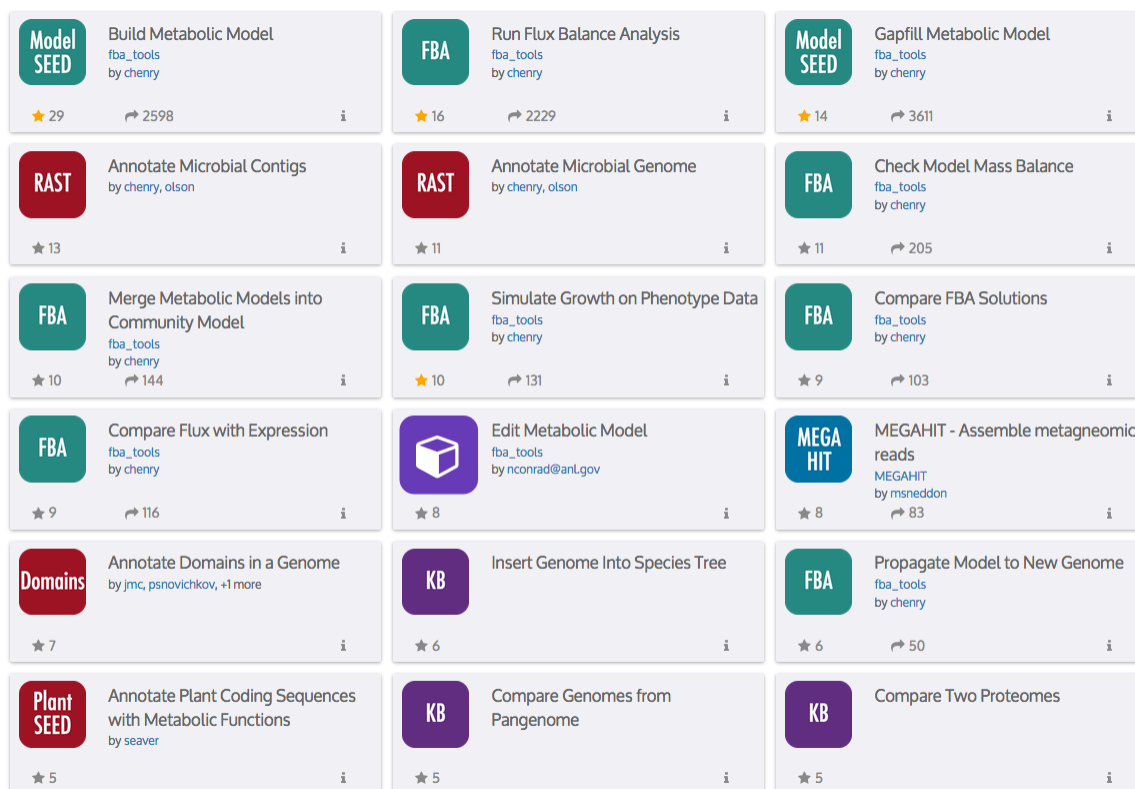 Model
SEED
Build Metabolic Model
fba_tools
by chenry
29
2598
i
FBA
Run Flux Balance Analysis
fba_tools
by chenry
16
2229
i
Model
SEED
Gapfill Metabolic Model
fba_tools
by chenry
14
3611
i
RAST
Annotate Microbial Contigs
by chenry, olson
13
i
RAST
Annotate Microbial Genome
by chenry, olson
11
i
FBA
Check Model Mass Balance
fba_tools
by chenry
11
205
i
FBA
Merge Metabolic Models into
Community Model
fba_tools
by chenry
10
144
i
FBA
Simulate Growth on Phenotype Data
fba_tools
by chenry
10
131
i
FBA
Compare FBA Solutions
fba_tools
by chenry
9
103
i
FBA
Compare Flux with Expression
fba_tools
by chenry
9
116
i
Edit Metabolic Model
fba_tools
by nconrad@anl.gov
8
i
MEGA
HIT
MEGAHIT - Assemble metagneomic
reads
MEGAHIT
by msneddon
8
83
i
Domains
Annotate Domains in a Genome
by jmc, psnovichkov, +1 more
7
i
KB
Insert Genome Into Species Tree
6
i
FBA
Propagate Model to New Genome
fba_tools
by chenry
6
50
i
Plant
SEED
Annotate Plant Coding Sequences
with Metabolic Functions
by seaver
5
i
KB
Compare Genomes from
Pangenome
5
i
KB
Compare Two Proteomes
5
i